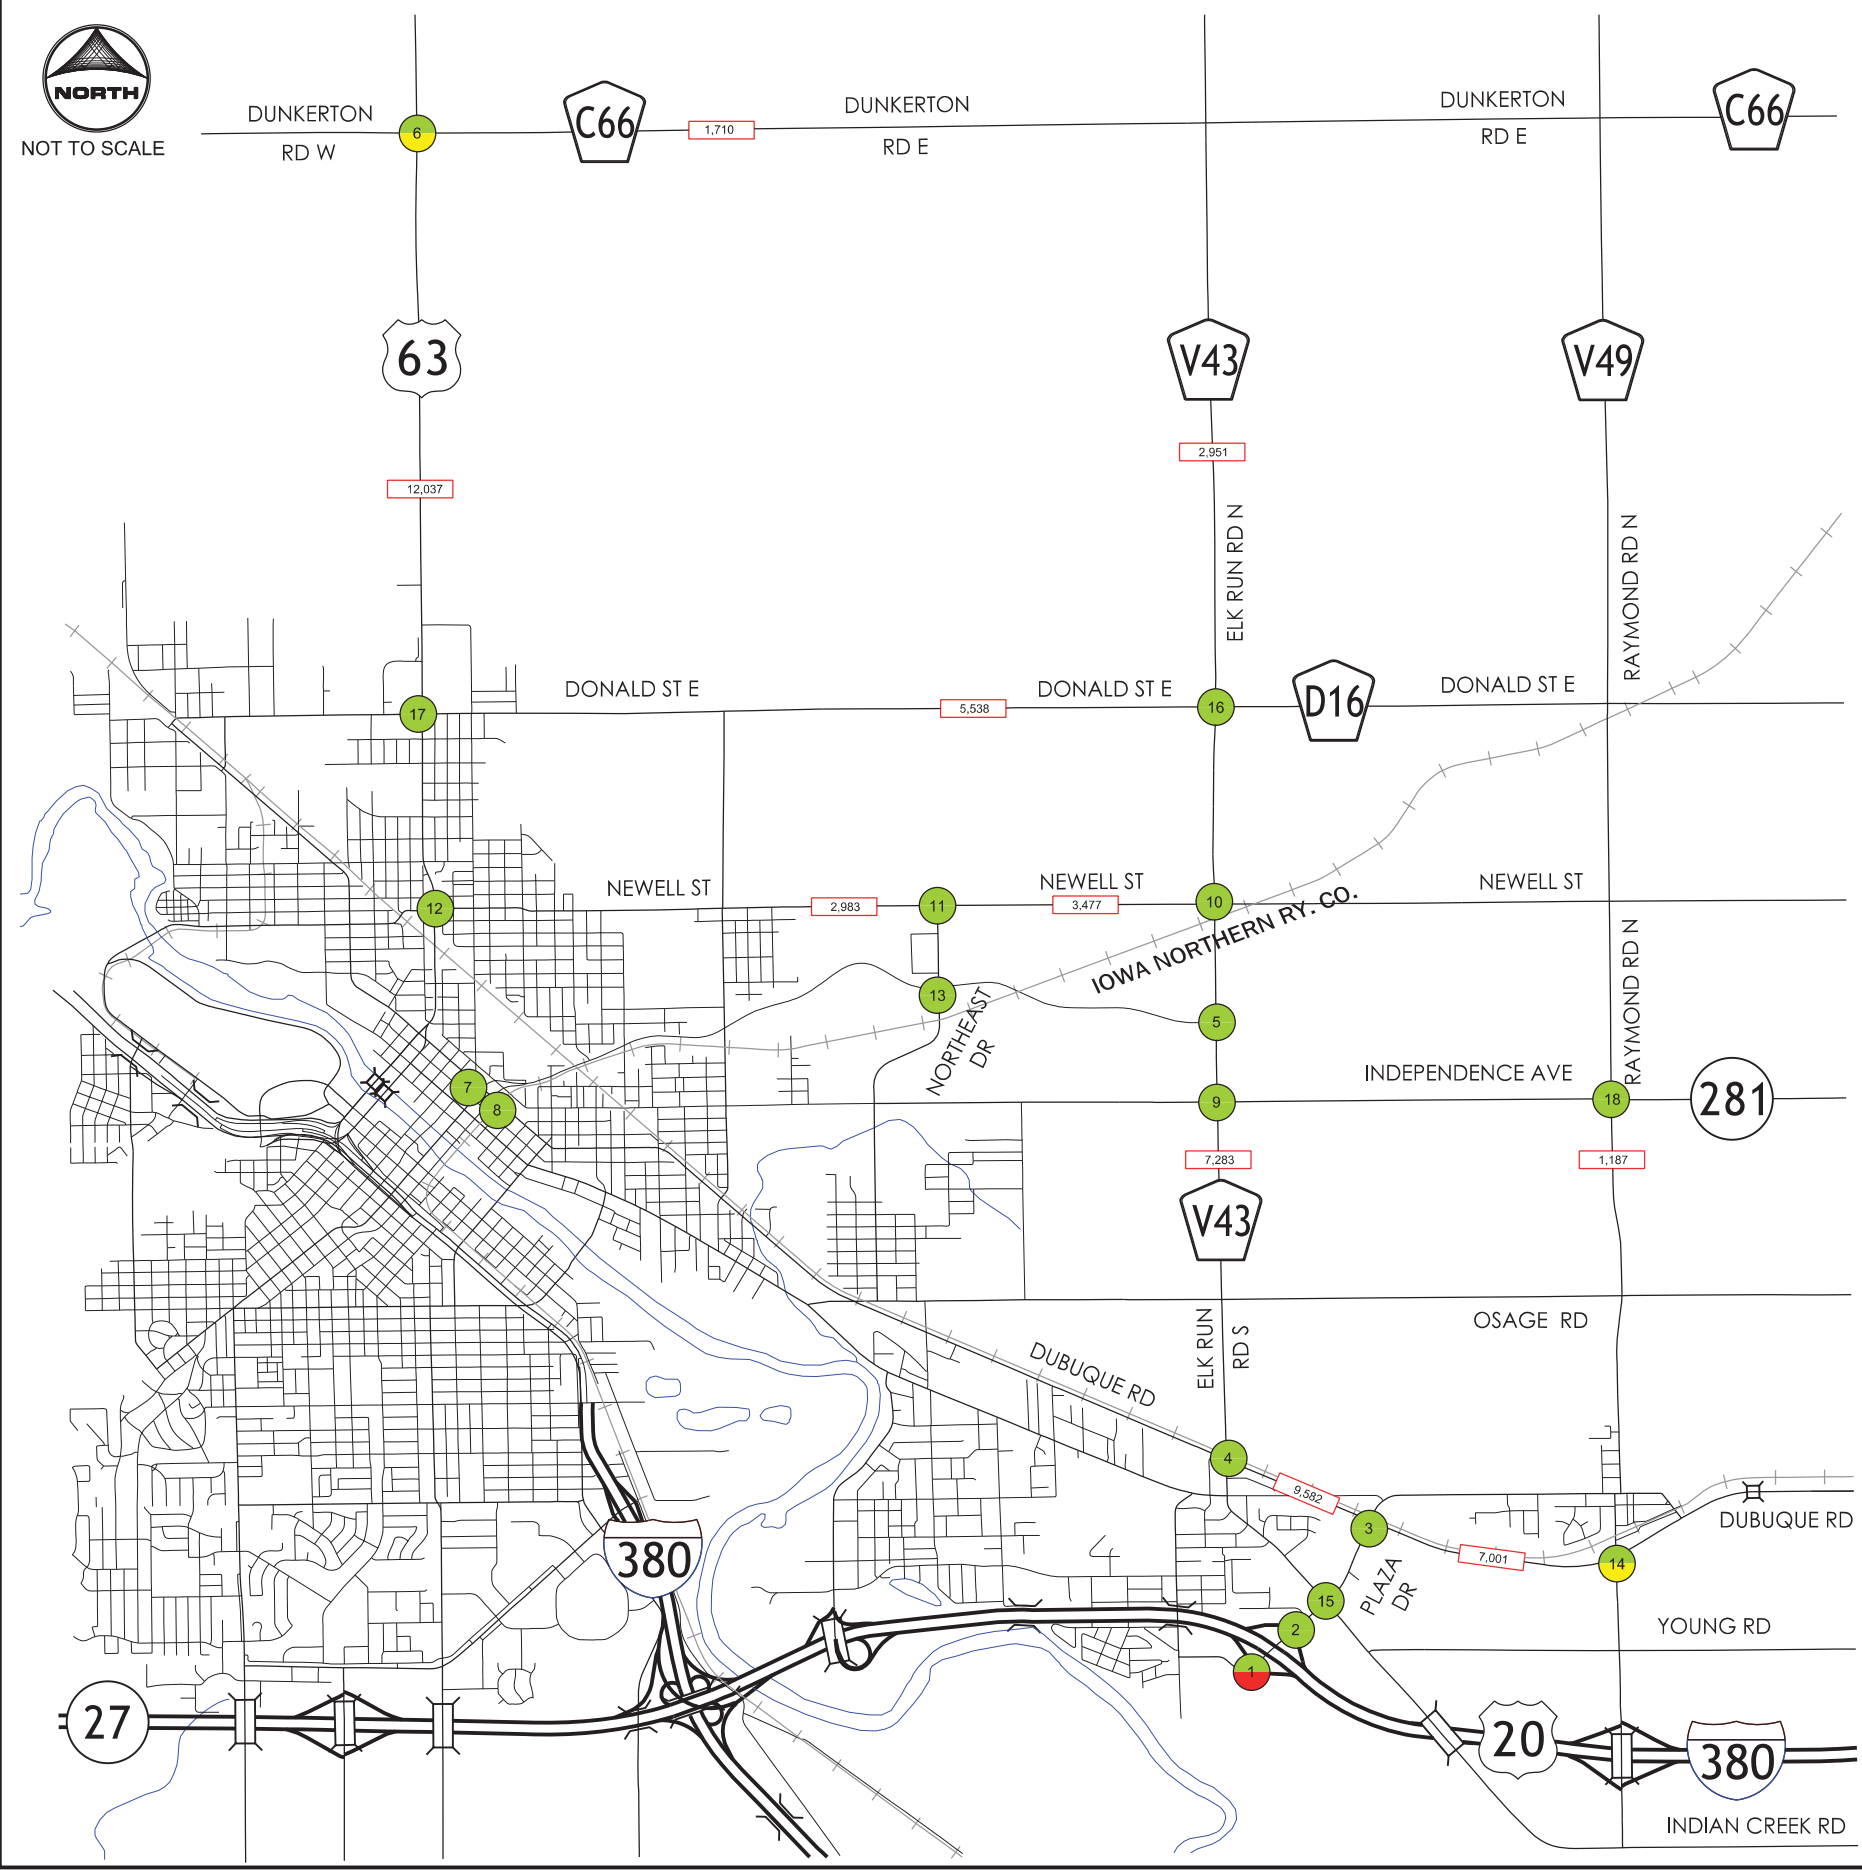 NORTH
NOT TO SCALE
DUNKERTON
RD W
6
C66
1,710
DUNKERTON
RD E
DUNKERTON
RD E
C66
63
V43
V49
12,037
2,951
ELK RUN RD N
RAYMOND RD N
17
DONALD ST E
5,538
DONALD ST E
16
D16
DONALD ST E
12
NEWELL ST
2,983
11
NEWELL ST
3,477
10
NEWELL ST
IOWA NORTHERN RY. CO.
13
NORTHEAST
DR
5
RAYMOND RD N
7
8
9
INDEPENDENCE AVE
18
281
7,283
1,187
V43
OSAGE RD
ELK RUN
RD S
DUBUQUE RD
4
9,582
3
7,001
14
DUBUQUE RD
380
PLAZA
DR
15
2
1
YOUNG RD
27
20
380
INDIAN CREEK RD